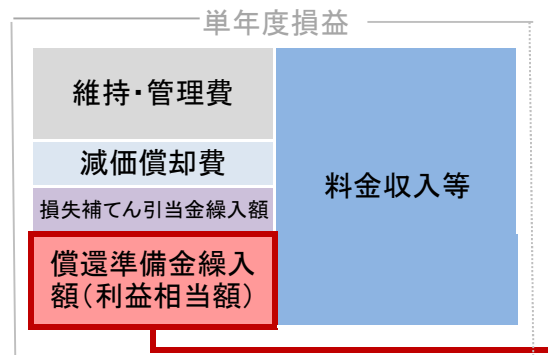 単年度損益
維持・管理費
減価償却費
損失補てん引当金繰入額
償還準備金繰入
額(利益相当額)
料金収入等